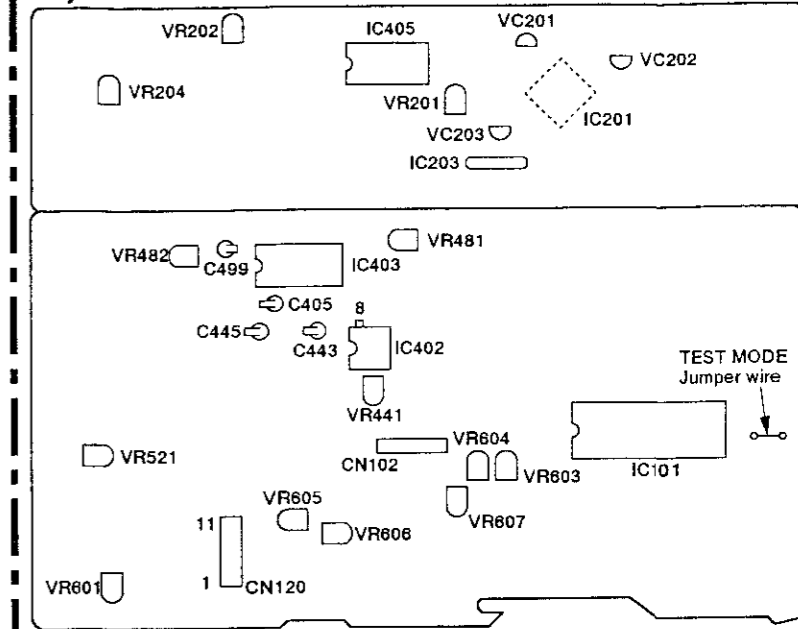 VR202
IC405
VC201
VC202
VR204
VR201
IC201
VC203
IC203
VR482
C499
IC403
VR481
C405
8
C445
C443
IC402
TEST MODE
Jumper wire
VR441
VR521
CN102
VR604
VR603
IC101
VR605
VR607
11
VR606
VR601
1
CN120